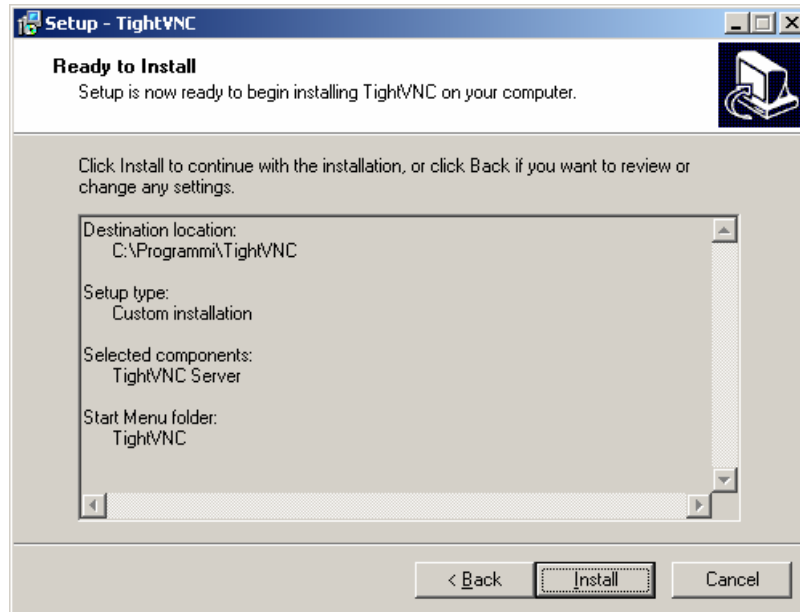 Setup - TightVNC
Ready to Install
Setup is now ready to begin installing TightVNC on your computer.
Click Install to continue with the installation, or click Back if you want to review or
change any settings.
Destination location:
C:\Programmi\TightVNC
Setup type:
Custom installation
Selected components:
TightVNC Server
Start Menu folder:
TightVNC
< Back
Install
Cancel